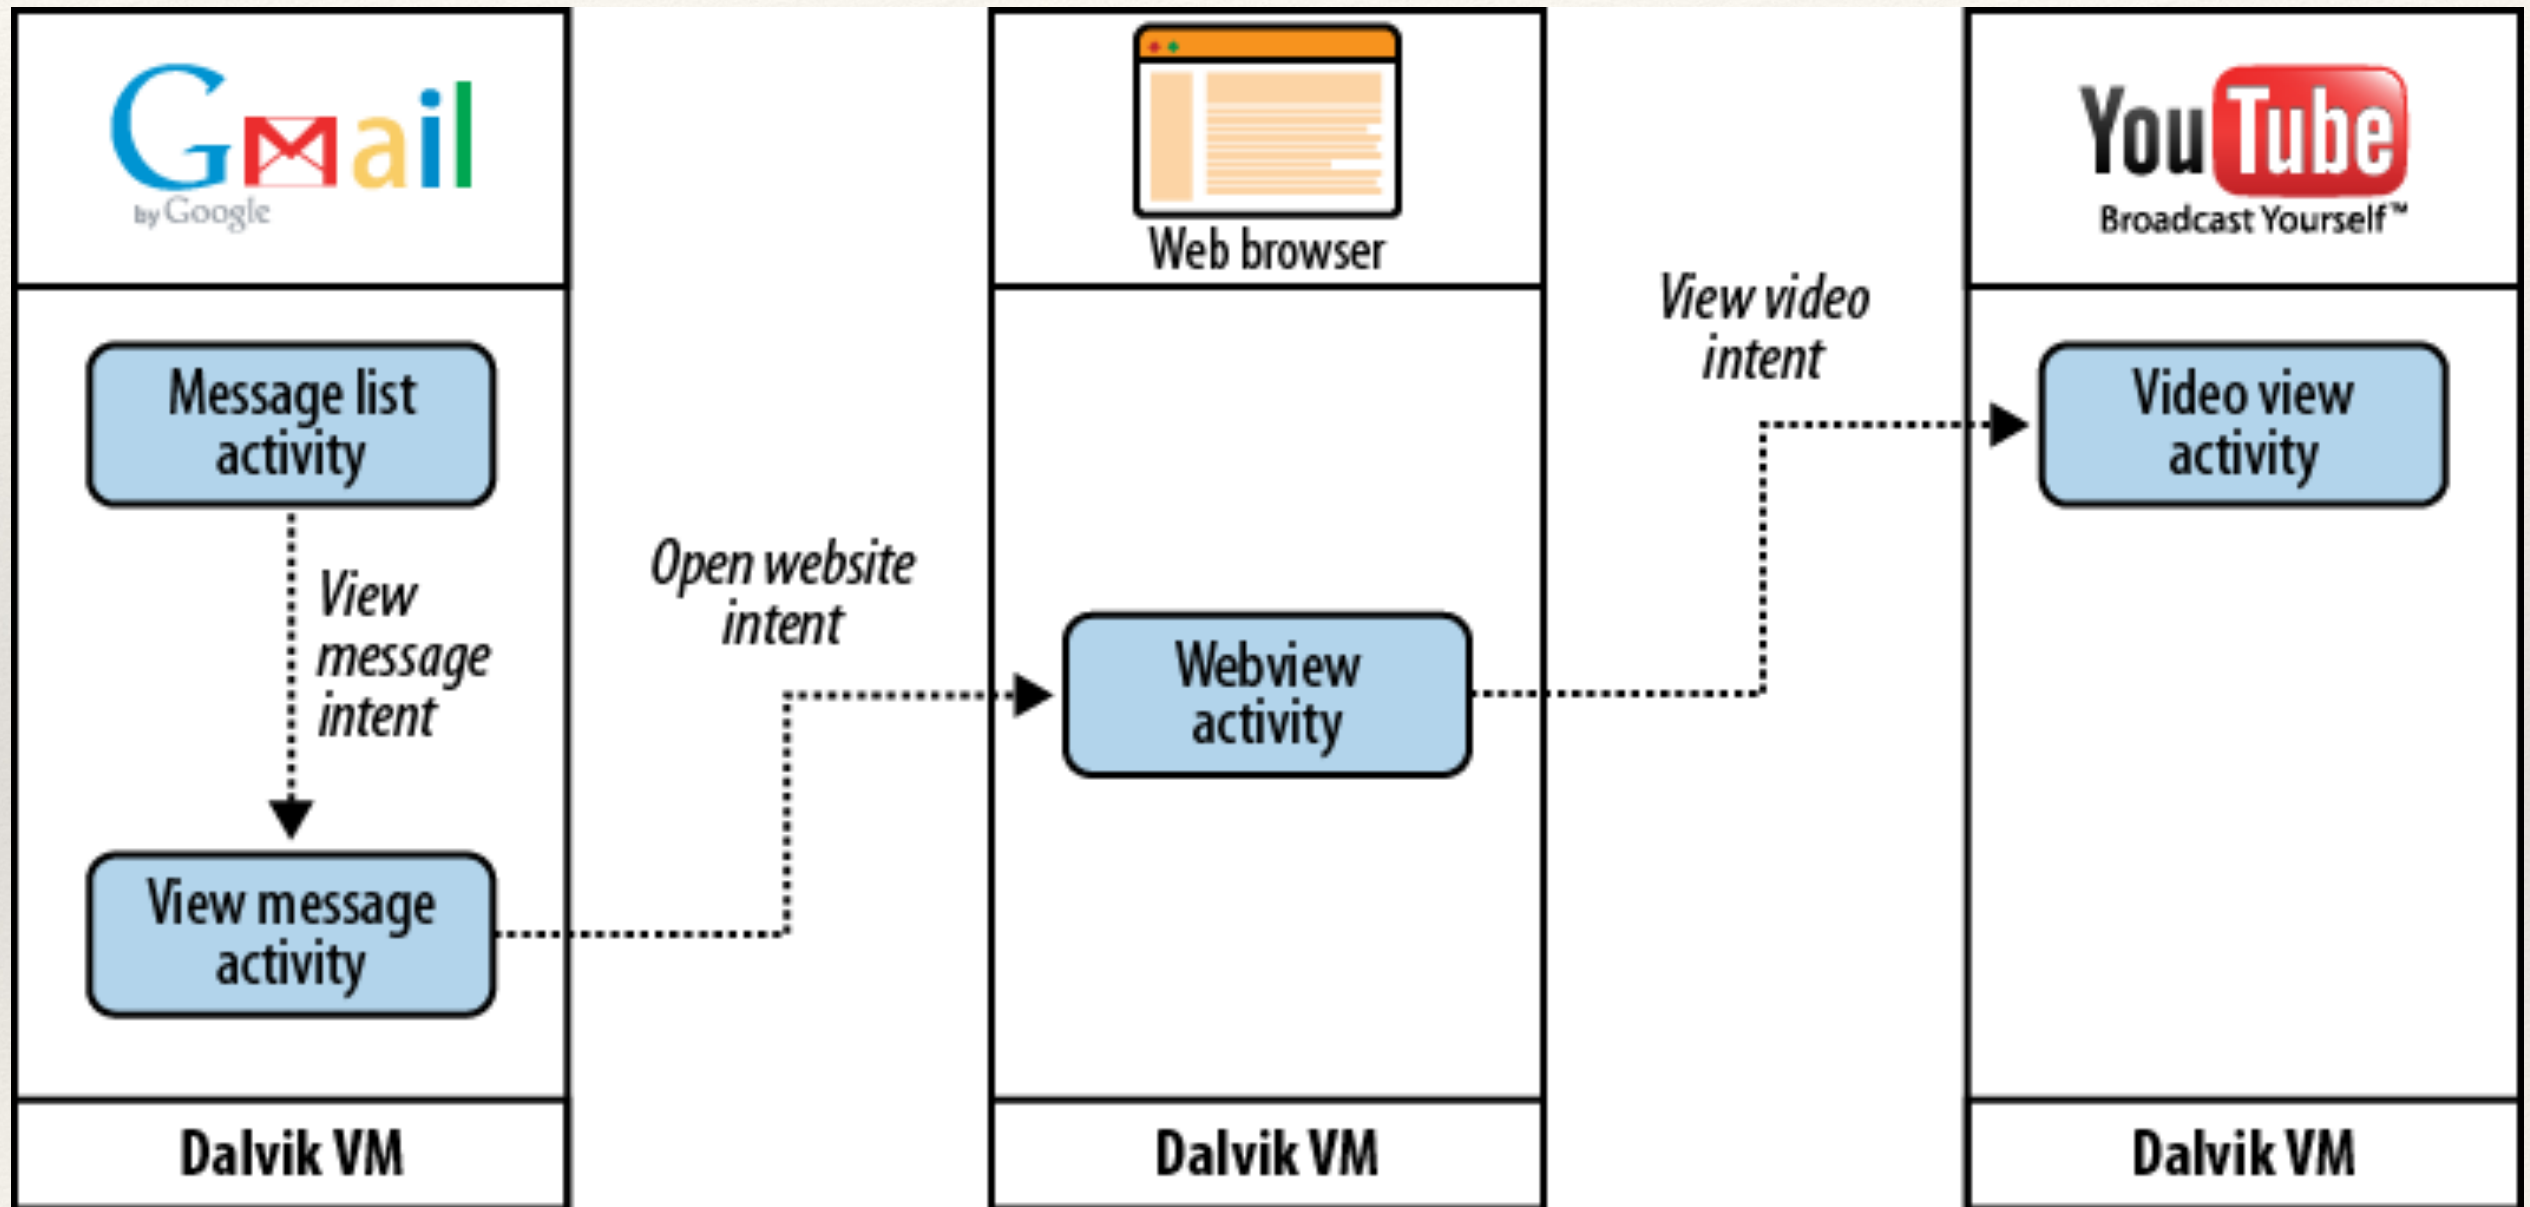 Gmail
by Google
Message list
activity
View
message
intent
View message
activity
Dalvik VM
Open website
intent
Web browser
Webview
activity
Dalvik VM
View video
intent
YouTube
Broadcast Yourself™
Video view
activity
Dalvik VM